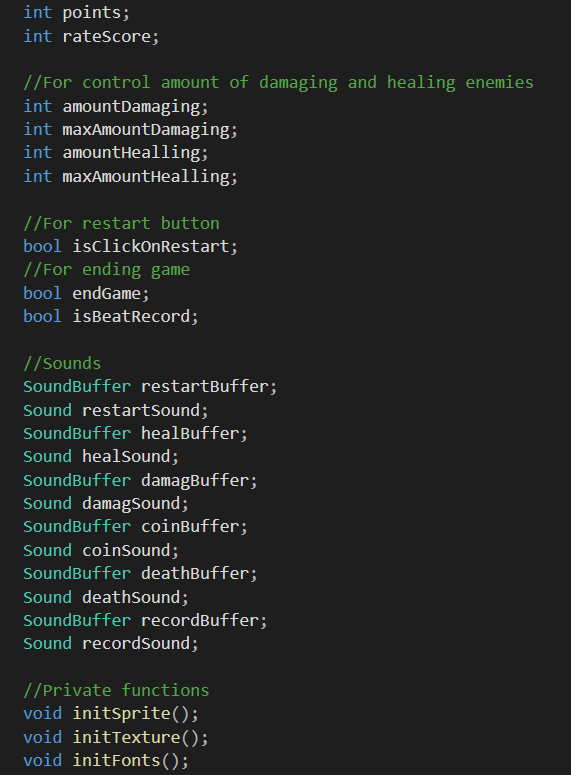 int points;
int rateScore;
//For control amount of damaging and healing enemies
int amountDamaging;
int maxAmountDamaging;
int amountHealling;
int maxAmountHealling;
//For restart button
bool isClickOnRestart;
//For ending game
bool endGame;
bool isBeatRecord;
//Sounds
SoundBuffer restartBuffer;
Sound restartSound;
SoundBuffer healBuffer;
Sound healSound;
SoundBuffer damagBuffer;
Sound damagSound;
SoundBuffer coinBuffer;
Sound coinSound;
SoundBuffer deathBuffer;
Sound deathSound;
SoundBuffer recordBuffer;
Sound recordSound;
//Private functions
void initSprite();
void initTexture();
void initFonts();